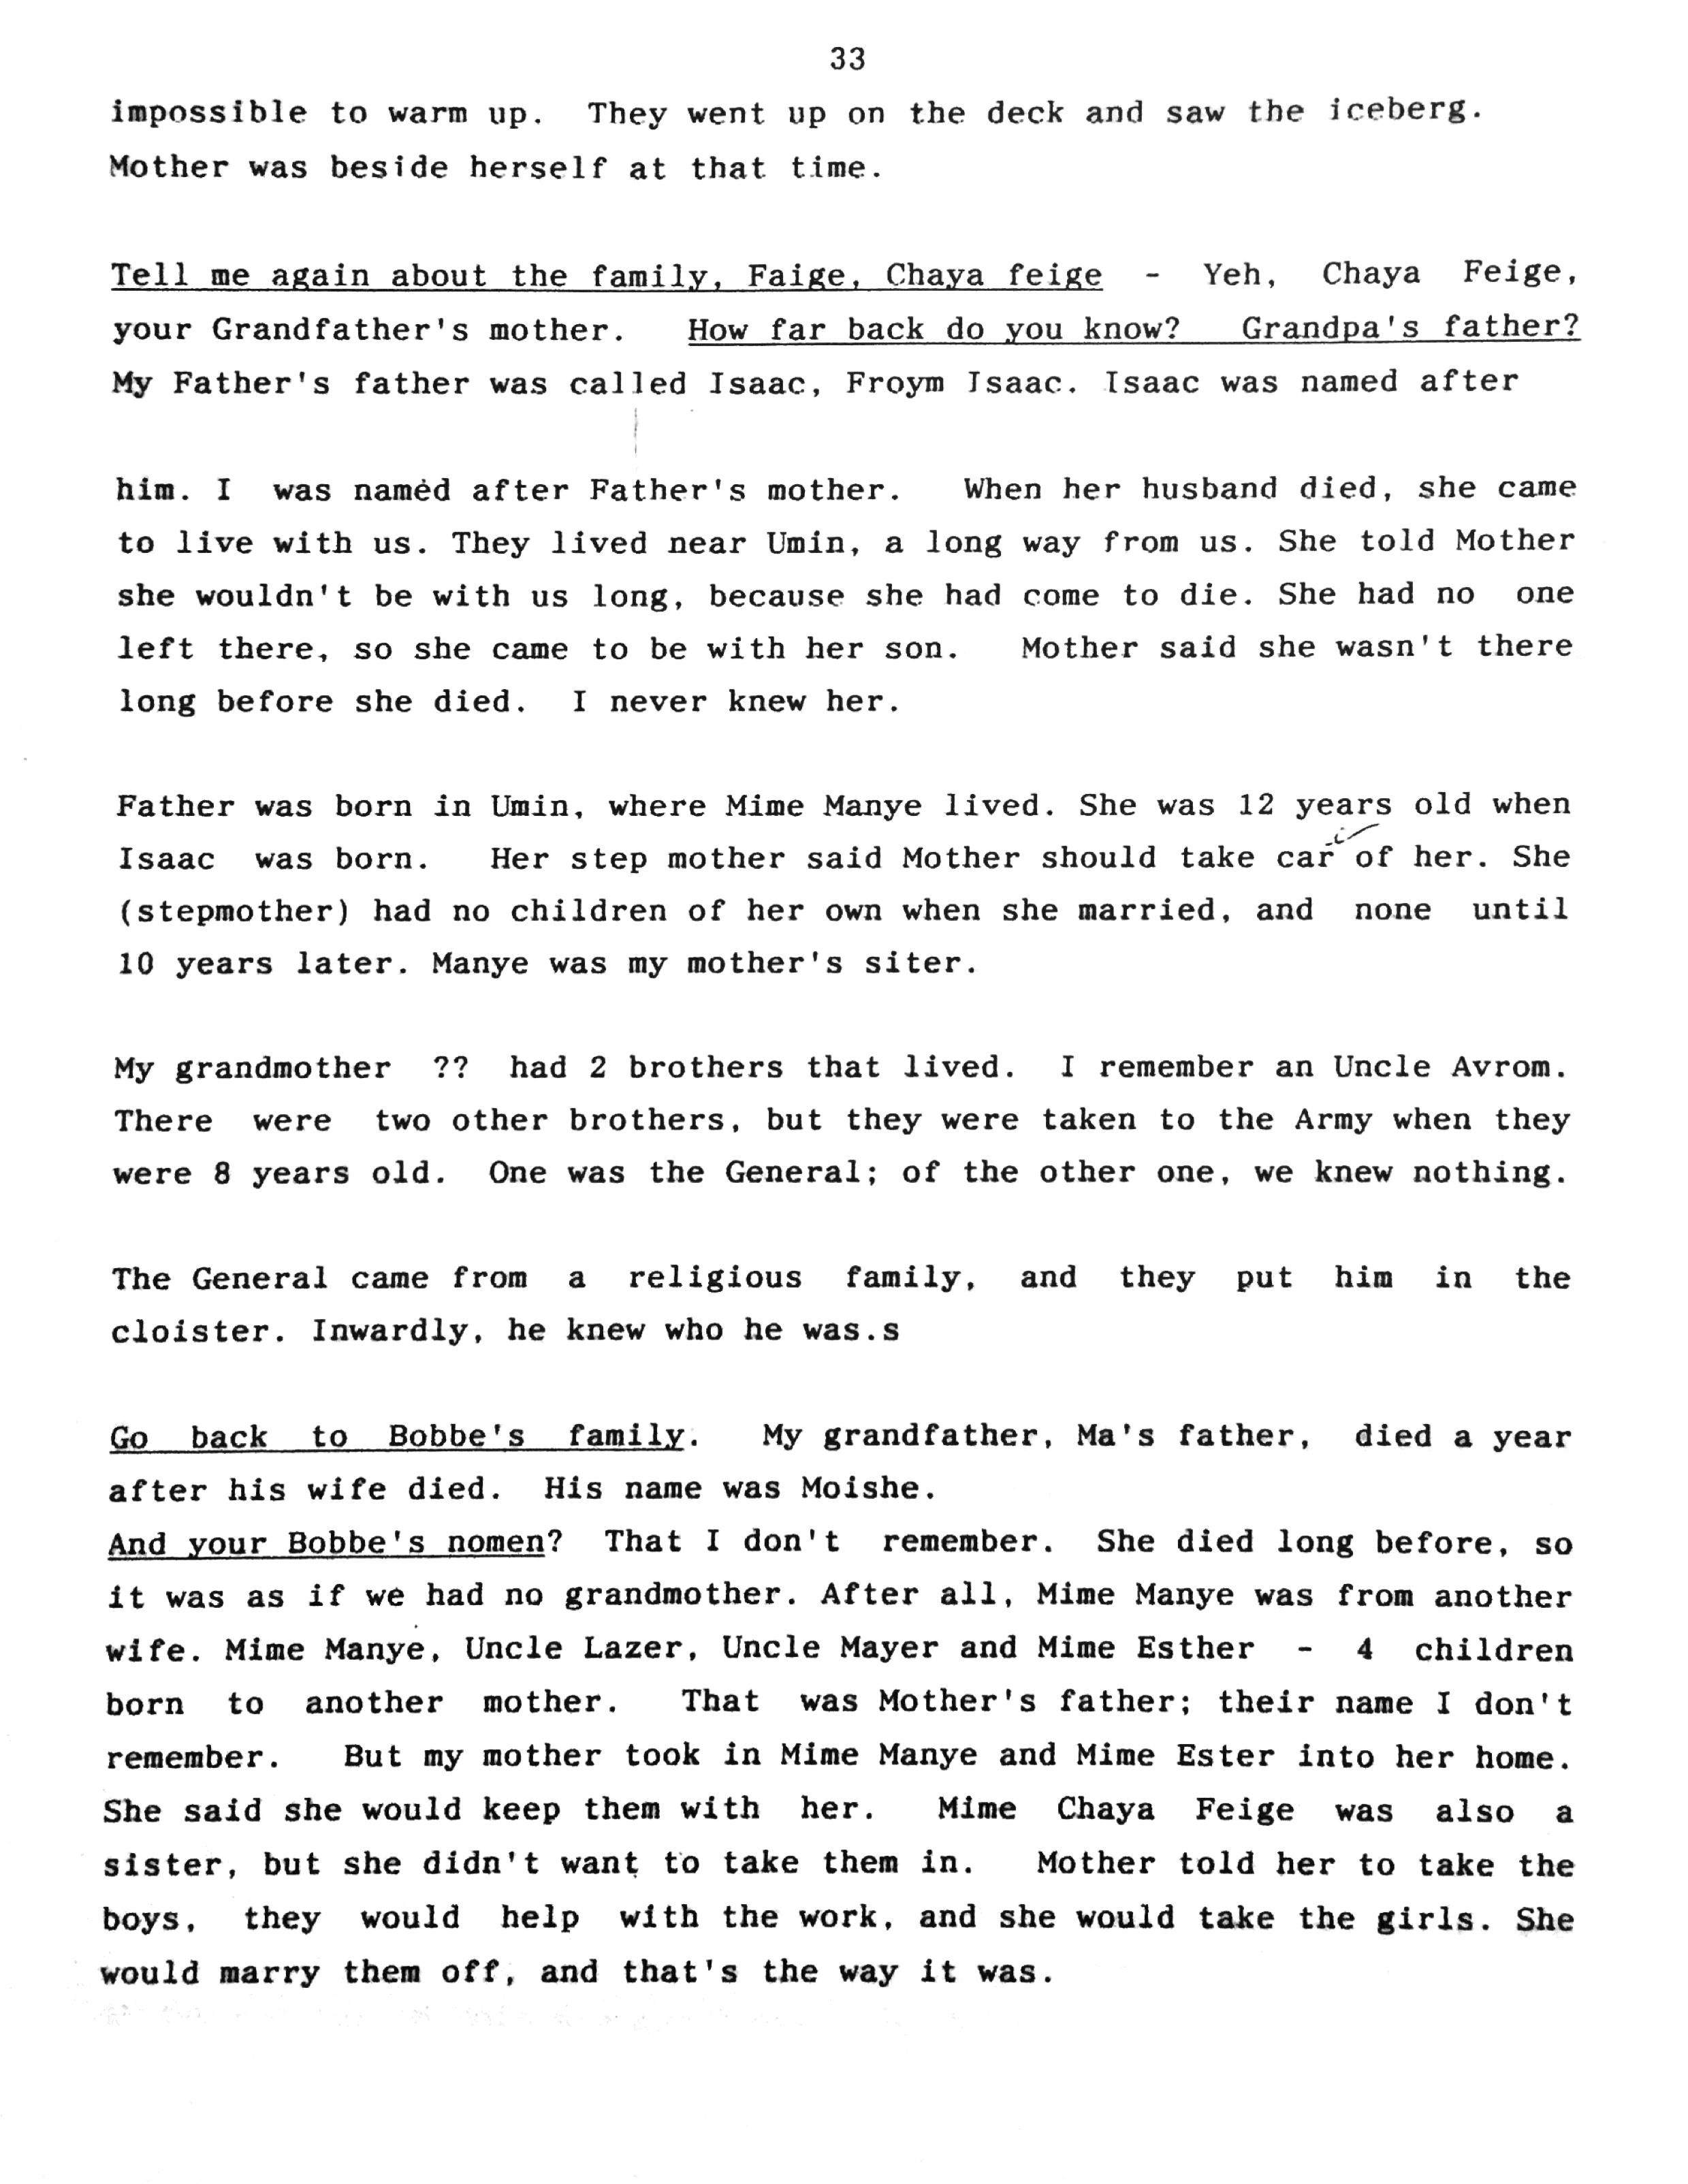 33
impossible to warm up. They went up on the deck and saw the iceberg.
Mother was beside herself at that time.
Tell me again about the family, Faige, Chaya feige - Yeh, Chaya Feige,
your Grandfather's mother. How far back do you know? Grandpa's father?
My Father's father was called Isaac, Froym Isaac. Isaac was named after
him. I was named after Father's mother. When her husband died, she came
to live with us. They lived near Umin, a long way from us. She told Mother
she wouldn't be with us long, because she had come to die. She had no one
left there, so she came to be with her son. Mother said she wasn't there
long before she died. I never knew her.
Father was born in Umin, where Mime Manye lived. She was 12 years old when
Isaac was born. Her step mother said Mother should take car of her. She
(stepmother) had no children of her own when she married, and none until
10 years later. Manye was my mother's siter.
My grandmother ?? had 2 brothers that lived. I remember an Uncle Avrom.
There were two other brothers, but they were taken to the Army when they
were 8 years old. One was the General; of the other one, we knew nothing.
The General came from a religious family, and they put him in the
cloister. Inwardly, he knew who he was.s
Go back to Bobbe's family. My grandfather, Ma's father, died a year
after his wife died. His name was Moishe.
And your Bobbe's nomen? That I don't remember. She died long before, so
it was as if we had no grandmother. After all, Mime Manye was from another
wife. Mime Manye, Uncle Lazer, Uncle Mayer and Mime Esther - 4 children
born to another mother. That was Mother's father; their name I don't
remember. But my mother took in Mime Manye and Mime Ester into her home.
She said she would keep them with her. Mime Chaya Feige was also a
sister, but she didn't want to take them in. Mother told her to take the
boys, they would help with the work, and she would take the girls. She
would marry them off, and that's the way it was.